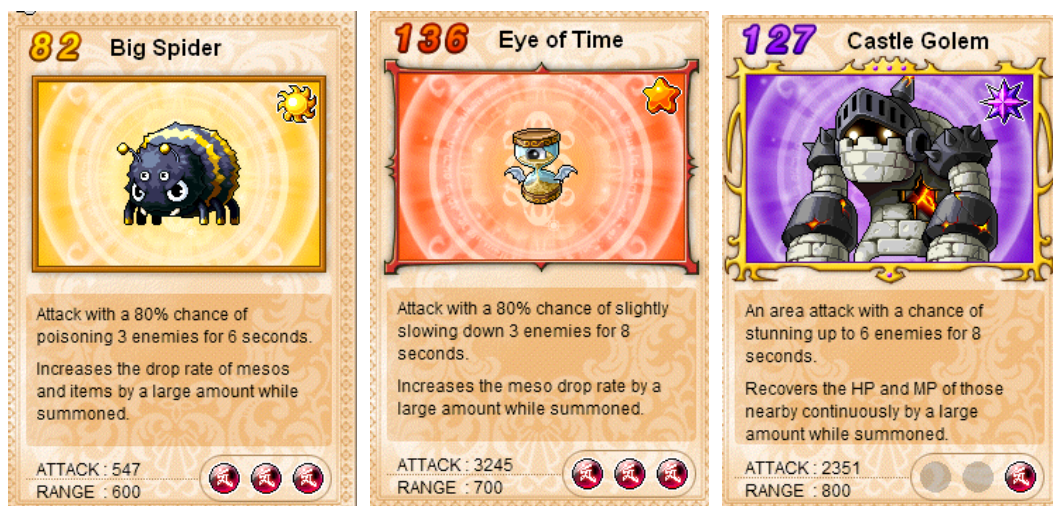 82 Big Spider
Attack with a 80% chance of
poisoning 3 enemies for 6 seconds.
Increases the drop rate of mesos
and items by a large amount while
summoned.
ATTACK : 547
RANGE : 600
136 Eye of Time
Attack with a 80% chance of slightly
slowing down 3 enemies for 8
seconds.
Increases the meso drop rate by a
large amount while summoned.
ATTACK : 3245
RANGE : 700
127 Castle Golem
An area attack with a chance of
stunning up to 6 enemies for 8
seconds.
Recovers the HP and MP of those
nearby continuously by a large
amount while summoned.
ATTACK : 2351
RANGE : 800